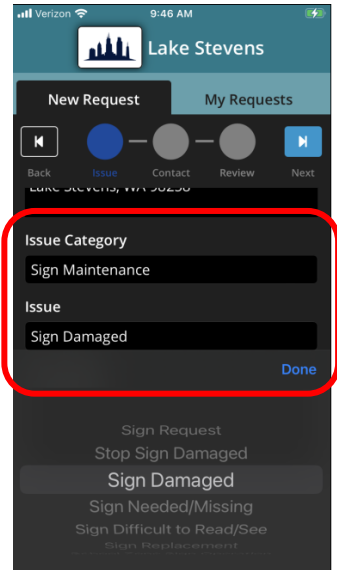 Verizon 9:46 AM
Lake Stevens
New Request My Requests
Back Issue Contact Review Next
Lake Stevens, WA 98258
Issue Category
Sign Maintenance
Issue
Sign Damaged
Done
Sign Request
Stop Sign Damaged
Sign Damaged
Sign Needed/Missing
Sign Difficult to Read/See
Sign Replacement